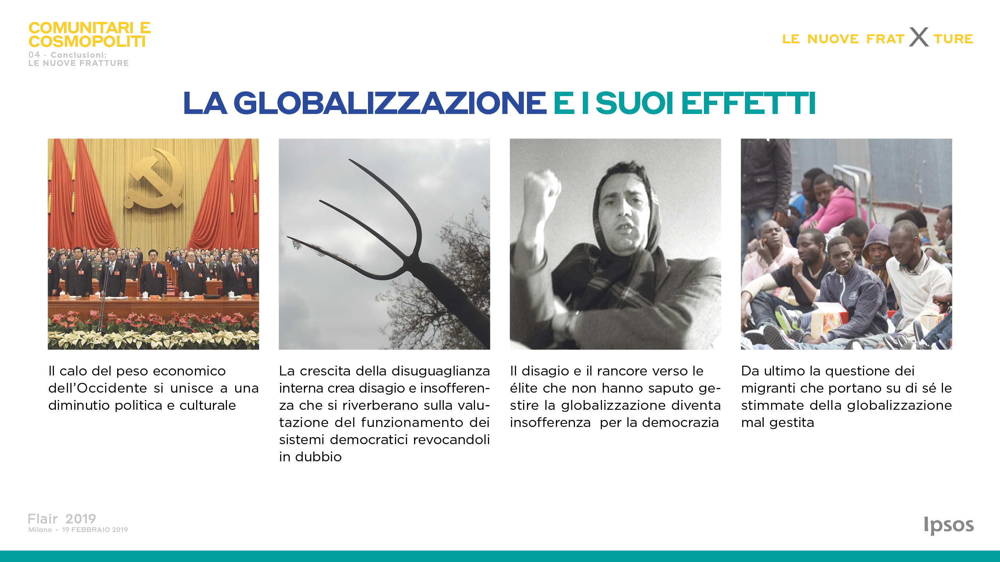 COMUNITARI E
COSMOPOLITI
04 - Conclusioni:
LE NUOVE FRATTURE
LE NUOVE FRAT X TURE
LA GLOBALIZZAZIONE E I SUOI EFFETTI
Il calo del peso economico
dell’Occidente si unisce a una
diminutio politica e culturale
La crescita della disuguaglianza
interna crea disagio e insofferen-
za che si riverberano sulla valu-
tazione del funzionamento dei
sistemi democratici revocandoli
in dubbio
Il disagio e il rancore verso le
élite che non hanno saputo ge-
stire la globalizzazione diventa
insofferenza per la democrazia
Da ultimo la questione dei
migranti che portano su di sé le
stimmate della globalizzazione
mal gestita
Flair 2019
Milano - 19 FEBBRAIO 2019
Ipsos